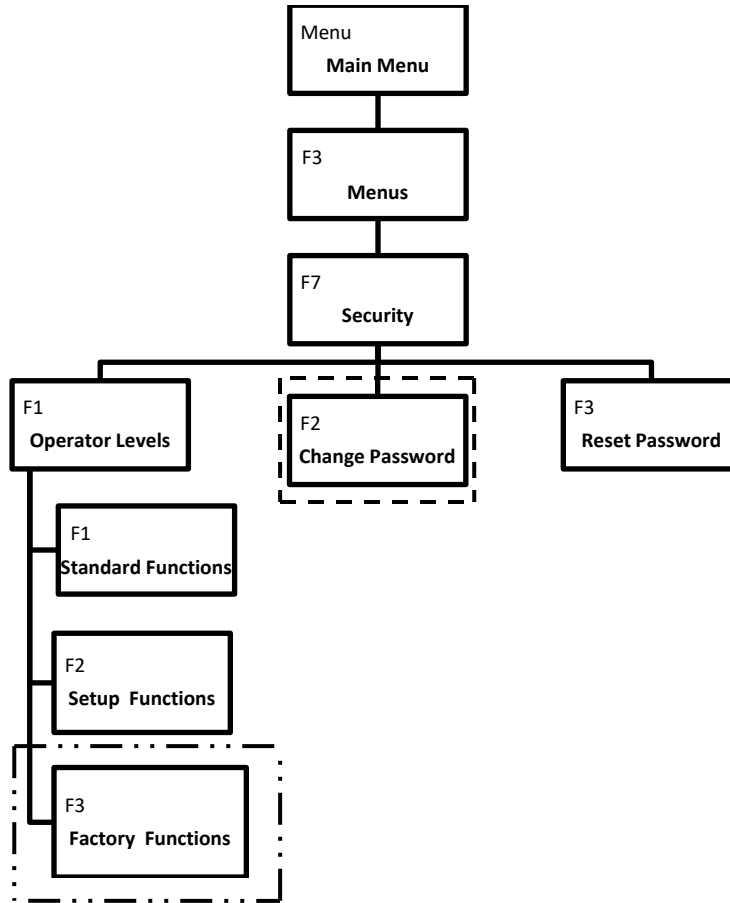 Menu
Main Menu
F3
Menus
F7
Security
F1
Operator Levels
F2
Change Password
F3
Reset Password
F1
Standard Functions
F2
Setup Functions
F3
Factory Functions